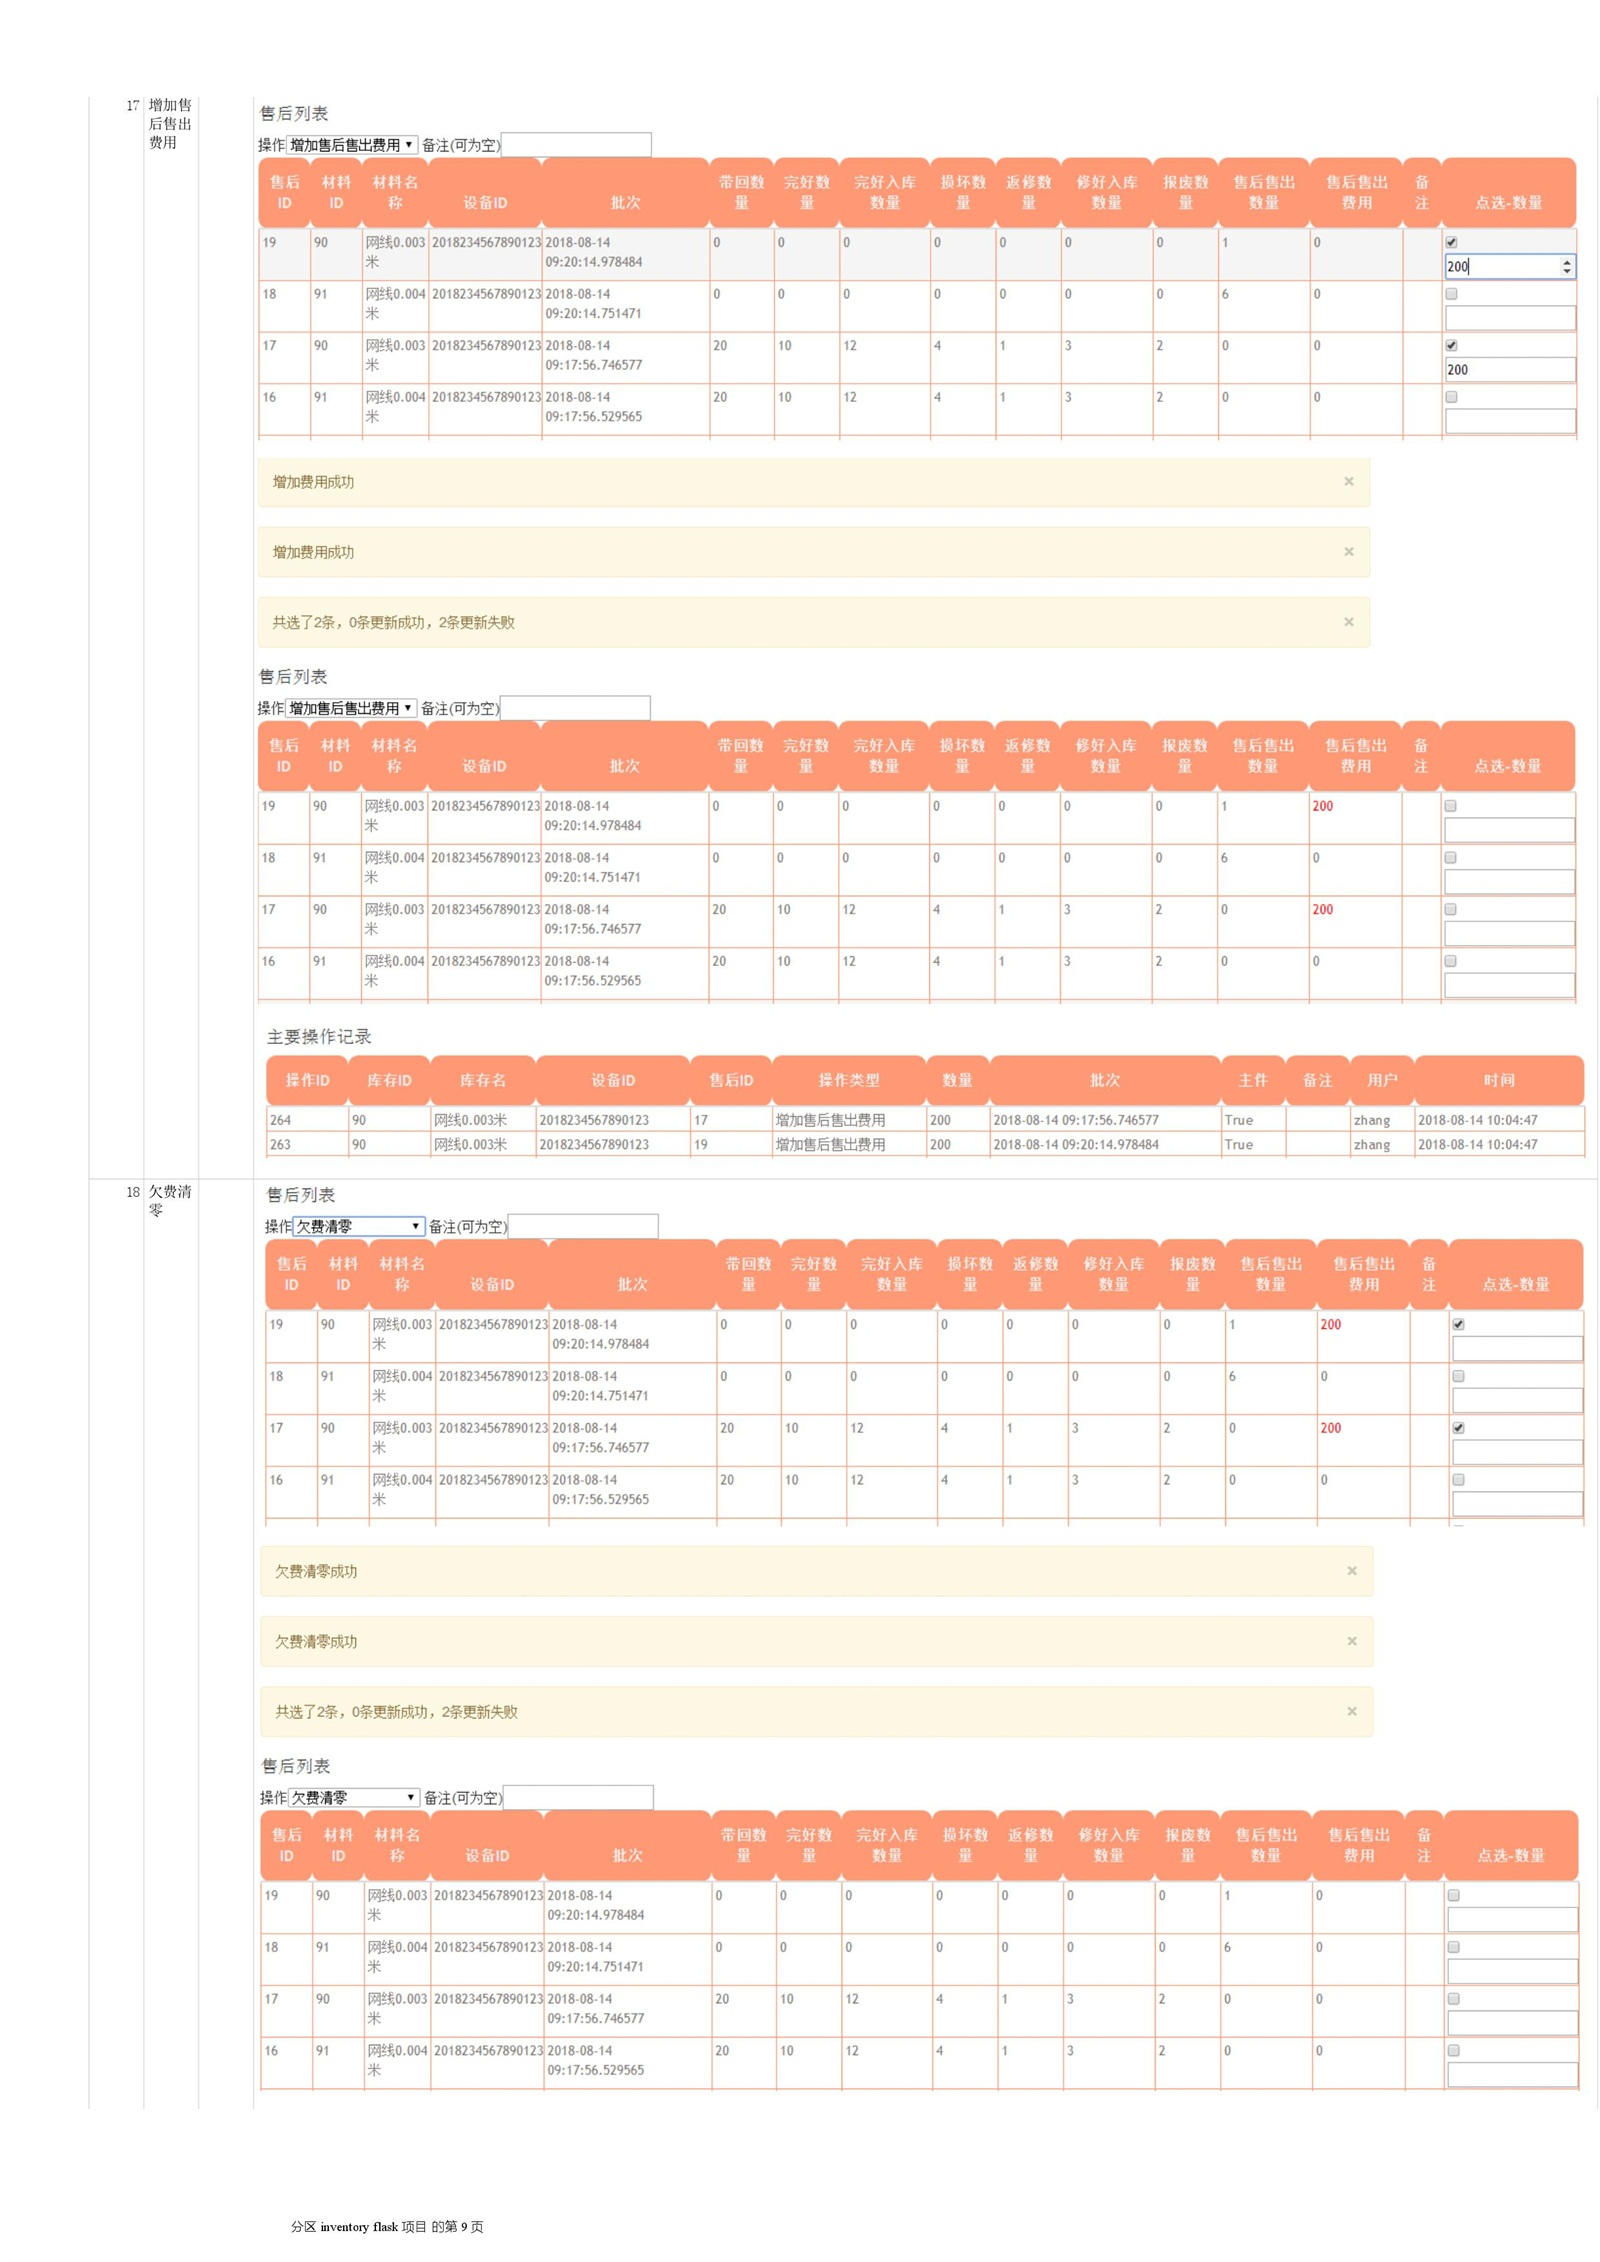 17 增加售
后售出
费用
售后列表
操作 增加售后售出费用 备注(可为空)
售后ID 材料ID 材料名称 设备ID 批次 带回数量 完好数量 完好入库数量 损坏数量 返修数量 修好入库数量 报废数量 售后售出数量 售后售出费用 备注 点选-数量
19 90 网线0.003米 2018234567890123 2018-08-14 09:20:14.978484 0 0 0 0 0 0 0 1 0 200
18 91 网线0.004米 2018234567890123 2018-08-14 09:20:14.751471 0 0 0 0 0 0 0 6 0
17 90 网线0.003米 2018234567890123 2018-08-14 09:17:56.746577 20 10 12 4 1 3 2 0 0 200
16 91 网线0.004米 2018234567890123 2018-08-14 09:17:56.529565 20 10 12 4 1 3 2 0 0
增加费用成功 ×
增加费用成功 ×
共选了2条，0条更新成功，2条更新失败 ×
售后列表
操作 增加售后售出费用 备注(可为空)
售后ID 材料ID 材料名称 设备ID 批次 带回数量 完好数量 完好入库数量 损坏数量 返修数量 修好入库数量 报废数量 售后售出数量 售后售出费用 备注 点选-数量
19 90 网线0.003米 2018234567890123 2018-08-14 09:20:14.978484 0 0 0 0 0 0 0 1 200
18 91 网线0.004米 2018234567890123 2018-08-14 09:20:14.751471 0 0 0 0 0 0 0 6 0
17 90 网线0.003米 2018234567890123 2018-08-14 09:17:56.746577 20 10 12 4 1 3 2 0 200
16 91 网线0.004米 2018234567890123 2018-08-14 09:17:56.529565 20 10 12 4 1 3 2 0 0
主要操作记录
操作ID 库存ID 库存名 设备ID 售后ID 操作类型 数量 批次 主件 备注 用户 时间
264 90 网线0.003米 2018234567890123 17 增加售后售出费用 200 2018-08-14 09:17:56.746577 True zhang 2018-08-14 10:04:47
263 90 网线0.003米 2018234567890123 19 增加售后售出费用 200 2018-08-14 09:20:14.978484 True zhang 2018-08-14 10:04:47
18 欠费清
零
售后列表
操作 欠费清零 备注(可为空)
售后ID 材料ID 材料名称 设备ID 批次 带回数量 完好数量 完好入库数量 损坏数量 返修数量 修好入库数量 报废数量 售后售出数量 售后售出费用 备注 点选-数量
19 90 网线0.003米 2018234567890123 2018-08-14 09:20:14.978484 0 0 0 0 0 0 0 1 200
18 91 网线0.004米 2018234567890123 2018-08-14 09:20:14.751471 0 0 0 0 0 0 0 6 0
17 90 网线0.003米 2018234567890123 2018-08-14 09:17:56.746577 20 10 12 4 1 3 2 0 200
16 91 网线0.004米 2018234567890123 2018-08-14 09:17:56.529565 20 10 12 4 1 3 2 0 0
欠费清零成功 ×
欠费清零成功 ×
共选了2条，0条更新成功，2条更新失败 ×
售后列表
操作 欠费清零 备注(可为空)
售后ID 材料ID 材料名称 设备ID 批次 带回数量 完好数量 完好入库数量 损坏数量 返修数量 修好入库数量 报废数量 售后售出数量 售后售出费用 备注 点选-数量
19 90 网线0.003米 2018234567890123 2018-08-14 09:20:14.978484 0 0 0 0 0 0 0 1 0
18 91 网线0.004米 2018234567890123 2018-08-14 09:20:14.751471 0 0 0 0 0 0 0 6 0
17 90 网线0.003米 2018234567890123 2018-08-14 09:17:56.746577 20 10 12 4 1 3 2 0 0
16 91 网线0.004米 2018234567890123 2018-08-14 09:17:56.529565 20 10 12 4 1 3 2 0 0
分区 inventory flask 项目 的第 9 页